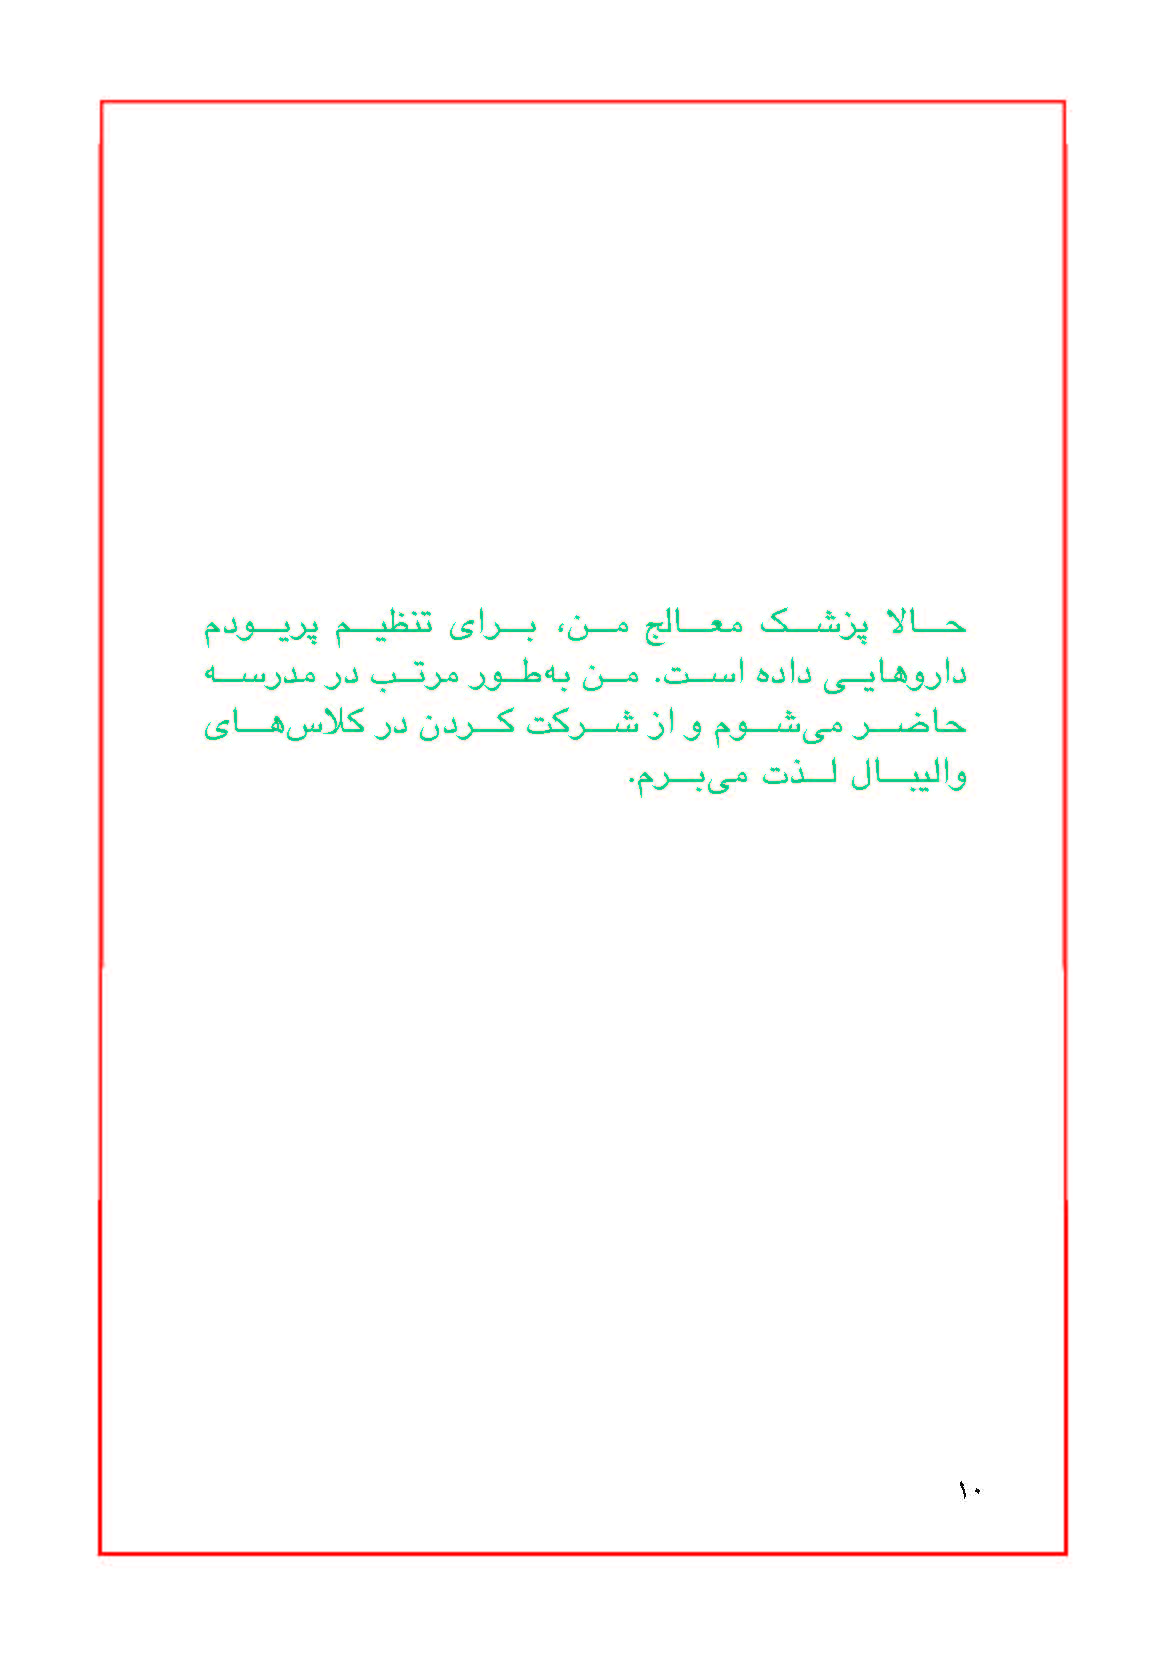 حالا پزشک معالج من، برای تنظیم پریودم
داروهایی داده است. من به‌طور مرتب در مدرسه
حاضر می‌شوم و از شرکت کردن در کلاس‌های
والیبال لذت می‌برم.
۱۰